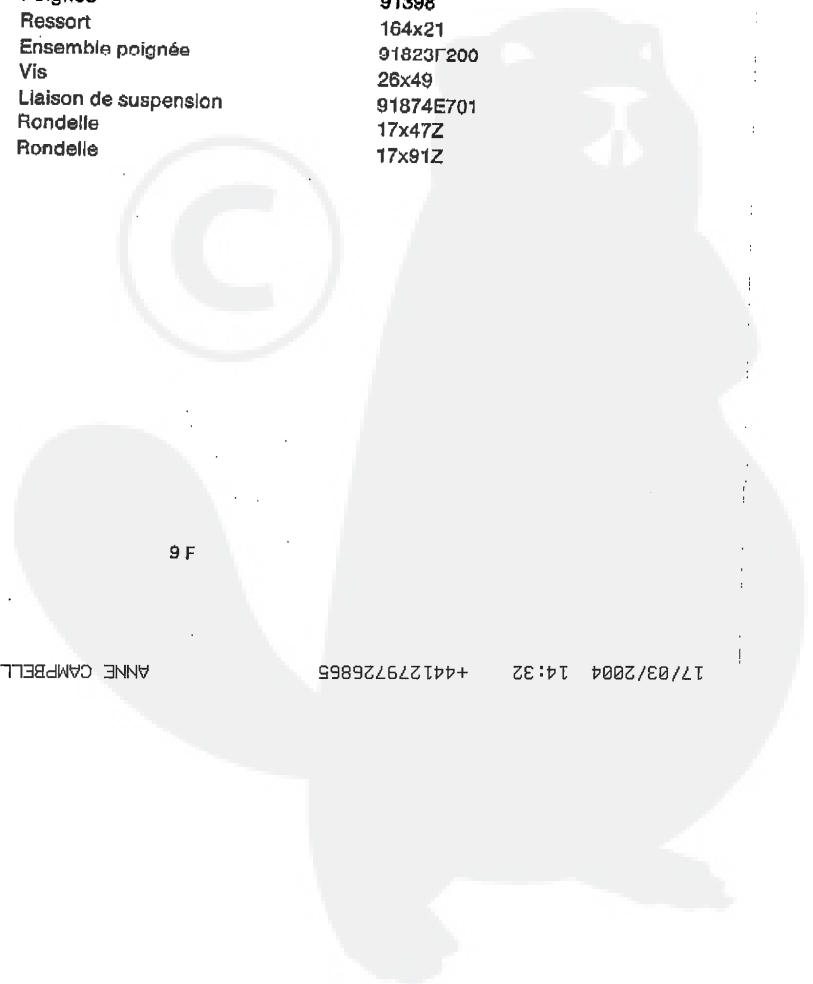 91398
Ressort 164x21
Ensemble poignée 91823F200
Vis 26x49
Liaison de suspension 91874E701
Rondelle 17x47Z
Rondelle 17x91Z
©
9 F
17/03/2004 14:32 +441279726865 ANNE CAMPBELL